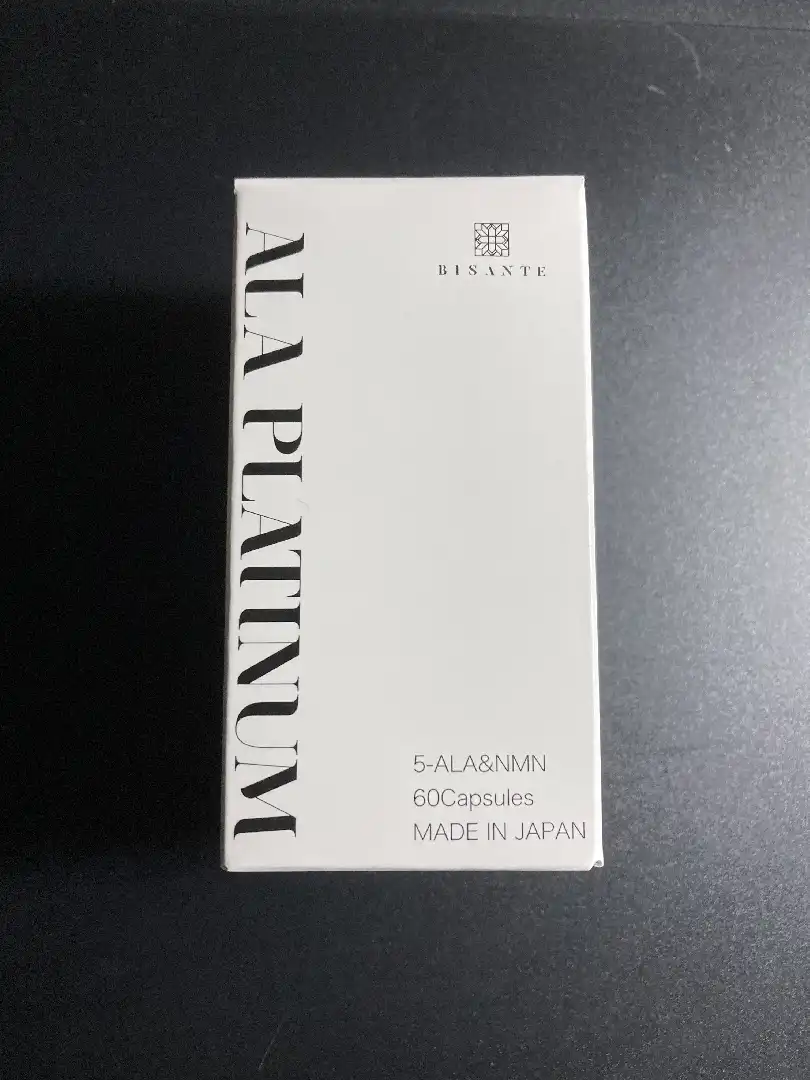 ALA PLATINUM
BISANTE
5-ALA&NMN
60Capsules
MADE IN JAPAN